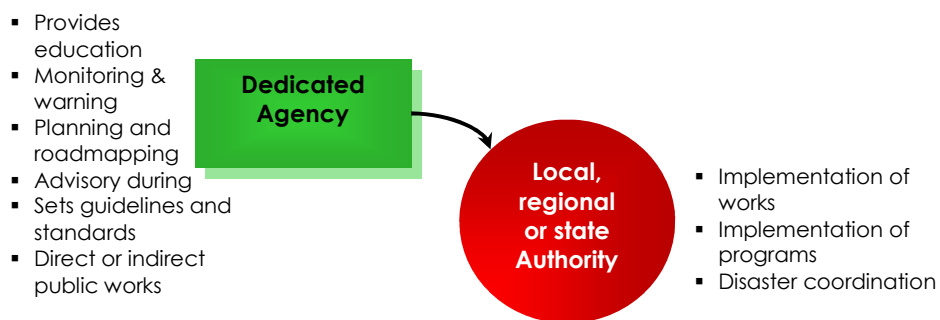 ▪ Provides
education
▪ Monitoring &
warning
▪ Planning and
roadmapping
▪ Advisory during
▪ Sets guidelines and
standards
▪ Direct or indirect
public works
Dedicated
Agency
Local,
regional
or state
Authority
▪ Implementation of
works
▪ Implementation of
programs
▪ Disaster coordination